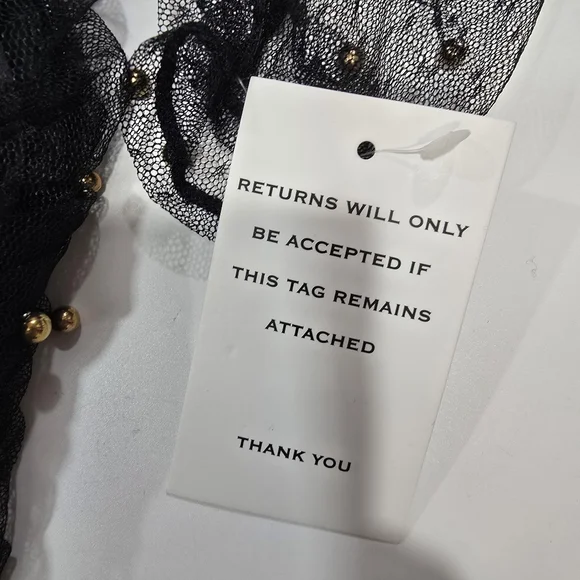 RETURNS WILL ONLY
BE ACCEPTED IF
THIS TAG REMAINS
ATTACHED
THANK YOU